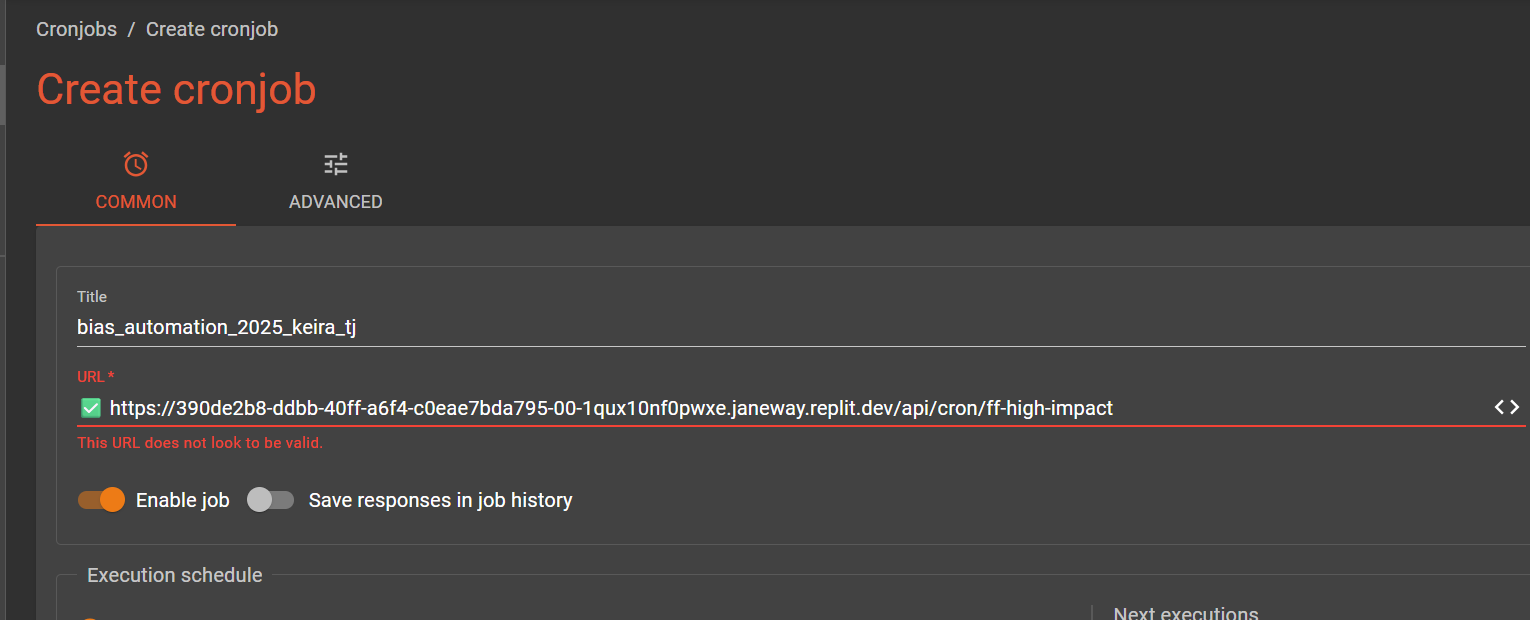 Cronjobs / Create cronjob
Create cronjob
COMMON
ADVANCED
Title
bias_automation_2025_keira_tj
URL *
✅ https://390de2b8-ddbb-40ff-a6f4-c0eae7bda795-00-1qux10nf0pwxe.janeway.replit.dev/api/cron/ff-high-impact
This URL does not look to be valid.
Enable job
Save responses in job history
Execution schedule
Next executions